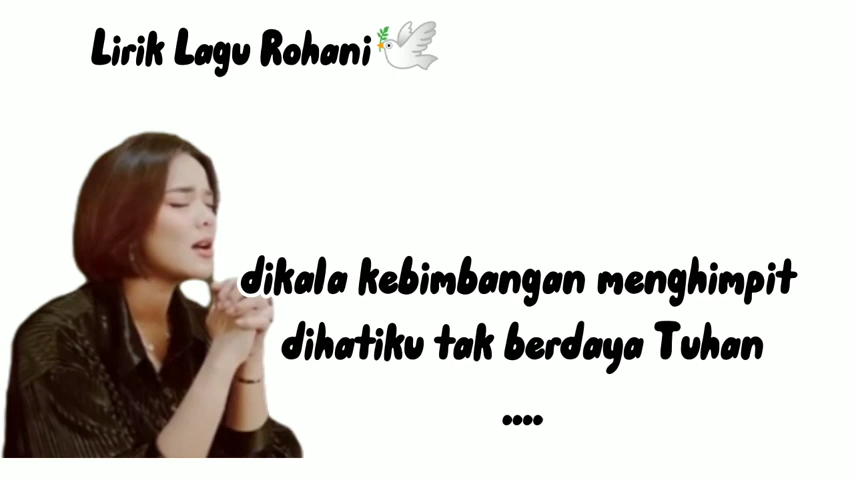 Lirik Lagu Rohani🕊
dikala kebimbangan menghimpit
dihatiku tak berdaya Tuhan
....